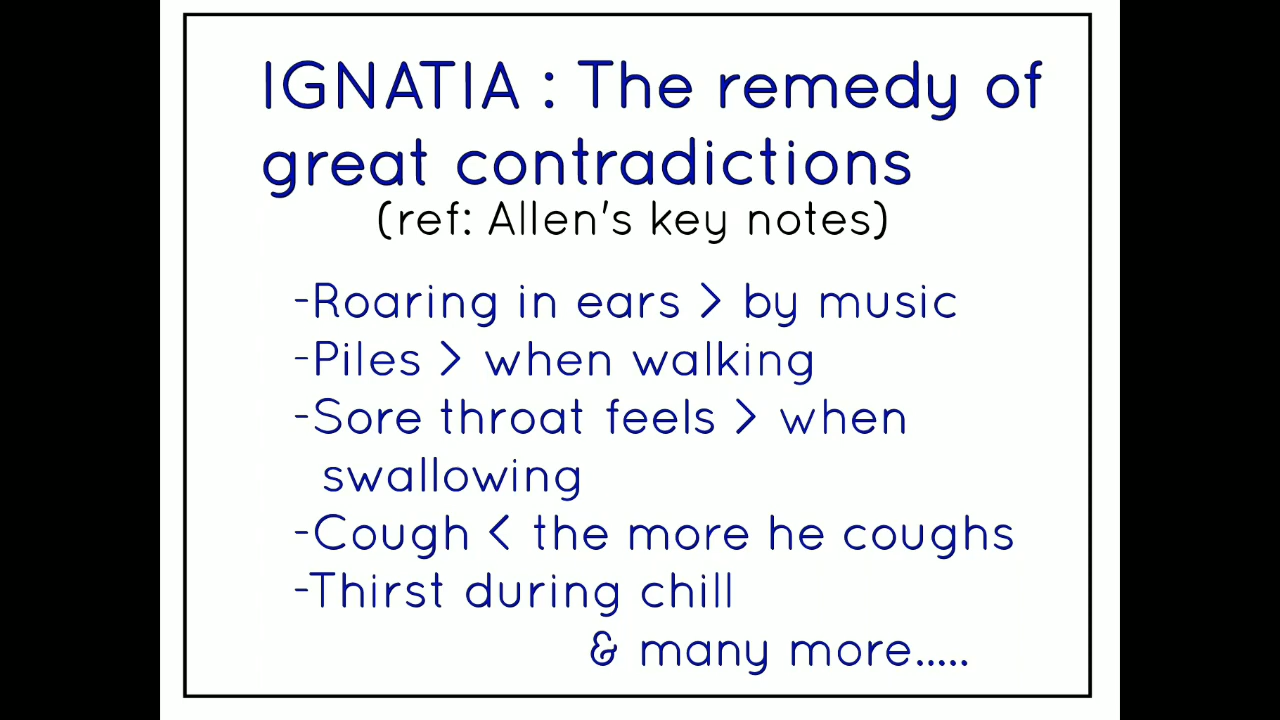 IGNATIA : The remedy of
great contradictions
(ref: Allen's key notes)
-Roaring in ears > by music
-Piles > when walking
-Sore throat feels > when
swallowing
-Cough < the more he coughs
-Thirst during chill
& many more.....